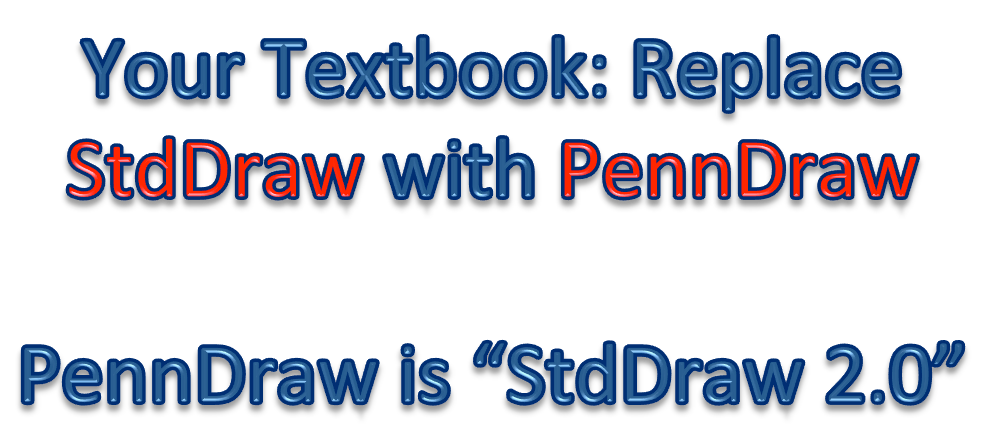 Your Textbook: Replace
StdDraw with PennDraw
PennDraw is “StdDraw 2.0”